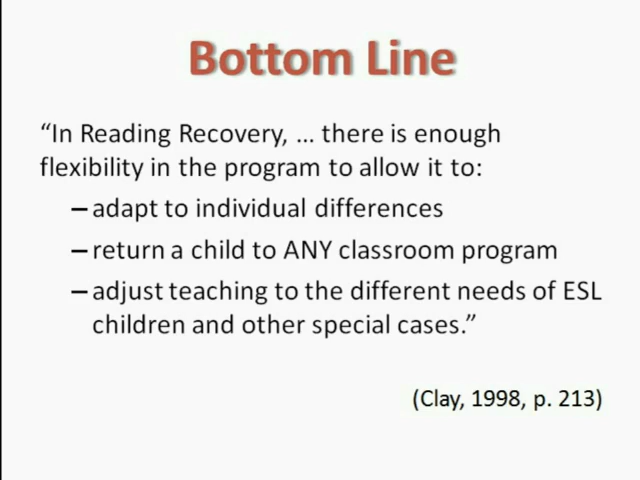 Bottom Line
“In Reading Recovery, ... there is enough
flexibility in the program to allow it to:
– adapt to individual differences
– return a child to ANY classroom program
– adjust teaching to the different needs of ESL
children and other special cases.”
(Clay, 1998, p. 213)